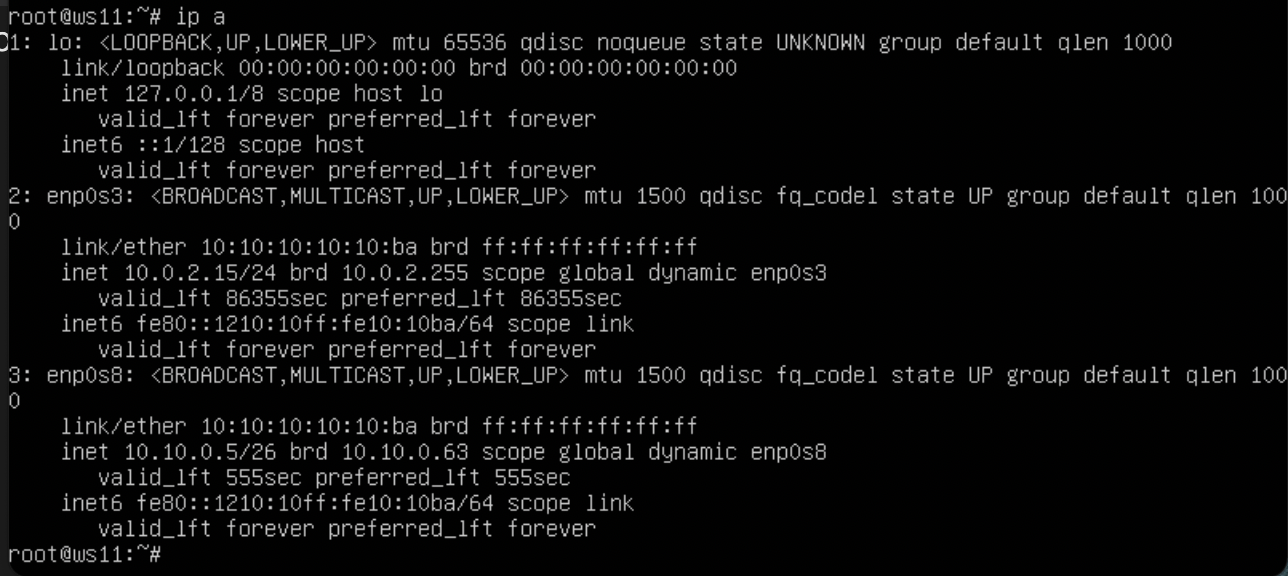 root@ws11:~# ip a
1: lo: <LOOPBACK,UP,LOWER_UP> mtu 65536 qdisc noqueue state UNKNOWN group default qlen 1000
    link/loopback 00:00:00:00:00:00 brd 00:00:00:00:00:00
    inet 127.0.0.1/8 scope host lo
       valid_lft forever preferred_lft forever
    inet6 ::1/128 scope host
       valid_lft forever preferred_lft forever
2: enp0s3: <BROADCAST,MULTICAST,UP,LOWER_UP> mtu 1500 qdisc fq_codel state UP group default qlen 100
0
    link/ether 10:10:10:10:10:ba brd ff:ff:ff:ff:ff:ff
    inet 10.0.2.15/24 brd 10.0.2.255 scope global dynamic enp0s3
       valid_lft 86355sec preferred_lft 86355sec
    inet6 fe80::1210:10ff:fe10:10ba/64 scope link
       valid_lft forever preferred_lft forever
3: enp0s8: <BROADCAST,MULTICAST,UP,LOWER_UP> mtu 1500 qdisc fq_codel state UP group default qlen 100
0
    link/ether 10:10:10:10:10:ba brd ff:ff:ff:ff:ff:ff
    inet 10.10.0.5/26 brd 10.10.0.63 scope global dynamic enp0s8
       valid_lft 555sec preferred_lft 555sec
    inet6 fe80::1210:10ff:fe10:10ba/64 scope link
       valid_lft forever preferred_lft forever
root@ws11:~#